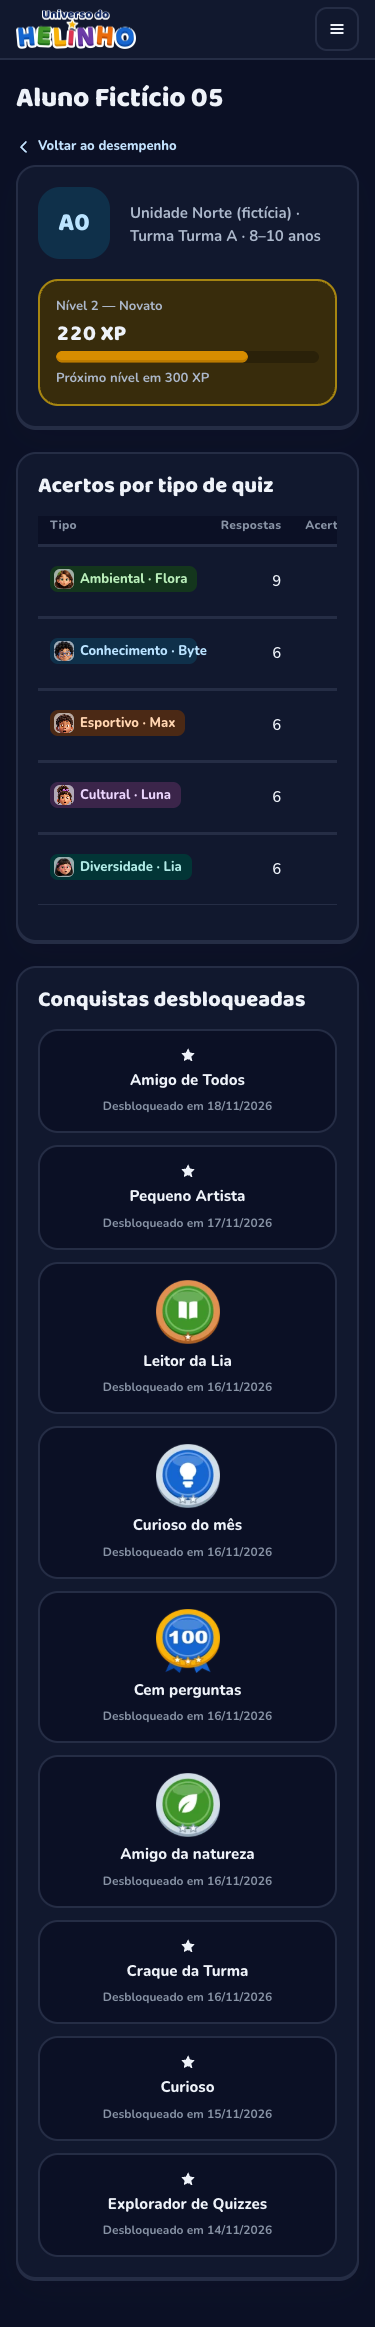 Universo do
HELINHO
Aluno Fictício 05
Voltar ao desempenho
A0
Unidade Norte (fictícia) ·
Turma Turma A · 8–10 anos
Nível 2 — Novato
220 XP
Próximo nível em 300 XP
Acertos por tipo de quiz
Tipo Respostas Acert
Ambiental · Flora 9
Conhecimento · Byte 6
Esportivo · Max 6
Cultural · Luna 6
Diversidade · Lia 6
Conquistas desbloqueadas
Amigo de Todos
Desbloqueado em 18/11/2026
Pequeno Artista
Desbloqueado em 17/11/2026
Leitor da Lia
Desbloqueado em 16/11/2026
Curioso do mês
Desbloqueado em 16/11/2026
100
Cem perguntas
Desbloqueado em 16/11/2026
Amigo da natureza
Desbloqueado em 16/11/2026
Craque da Turma
Desbloqueado em 16/11/2026
Curioso
Desbloqueado em 15/11/2026
Explorador de Quizzes
Desbloqueado em 14/11/2026